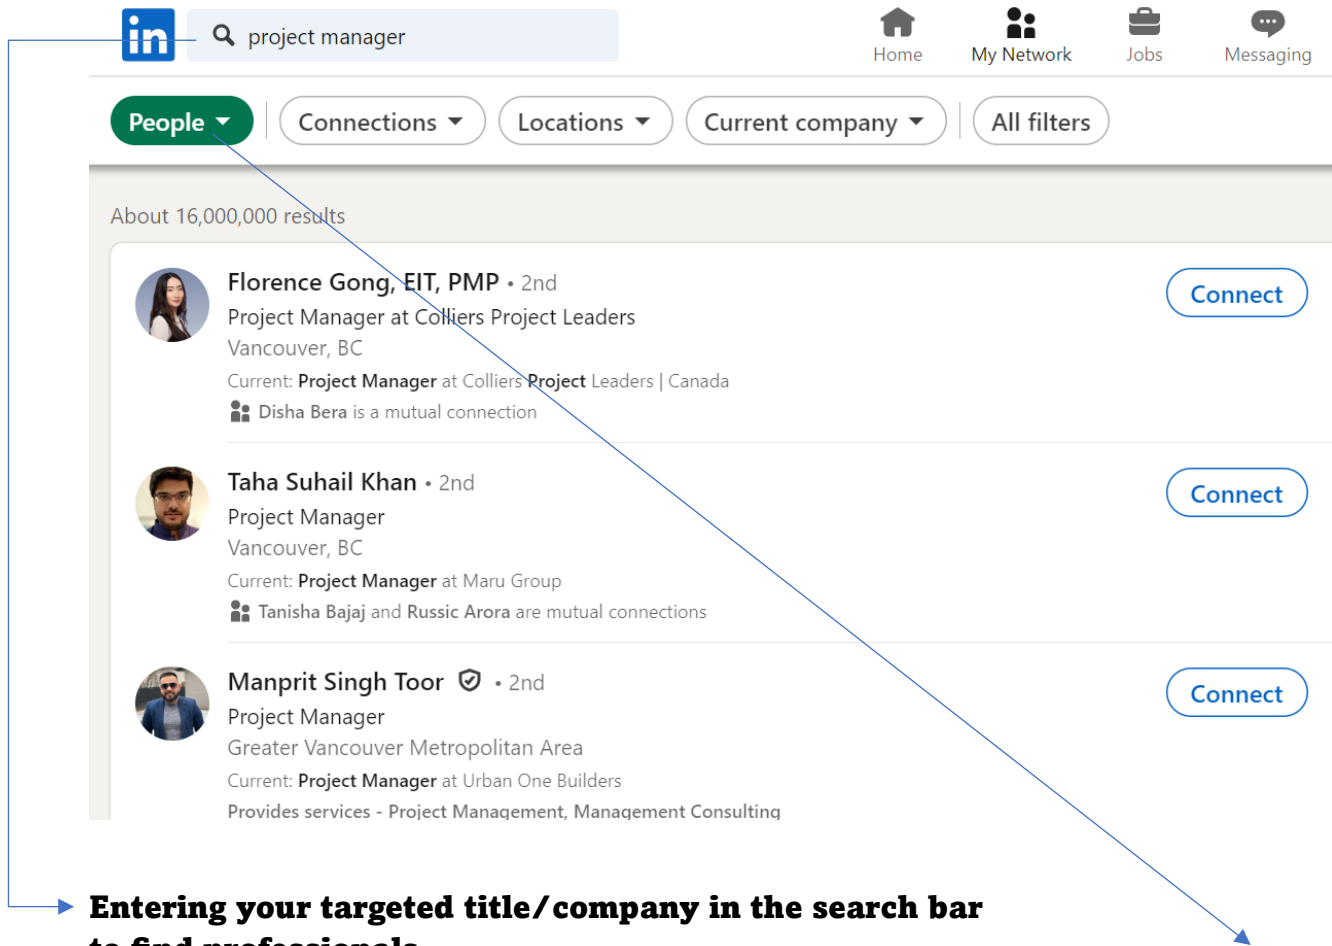 in project manager
Home My Network Jobs Messaging
People Connections Locations Current company All filters
About 16,000,000 results
Florence Gong, EIT, PMP • 2nd
Connect
Project Manager at Colliers Project Leaders
Vancouver, BC
Current: Project Manager at Colliers Project Leaders | Canada
Disha Bera is a mutual connection
Taha Suhail Khan • 2nd
Connect
Project Manager
Vancouver, BC
Current: Project Manager at Maru Group
Tanisha Bajaj and Russic Arora are mutual connections
Manprit Singh Toor • 2nd
Connect
Project Manager
Greater Vancouver Metropolitan Area
Current: Project Manager at Urban One Builders
Provides services - Project Management, Management Consulting
Entering your targeted title/company in the search bar
to find professionals